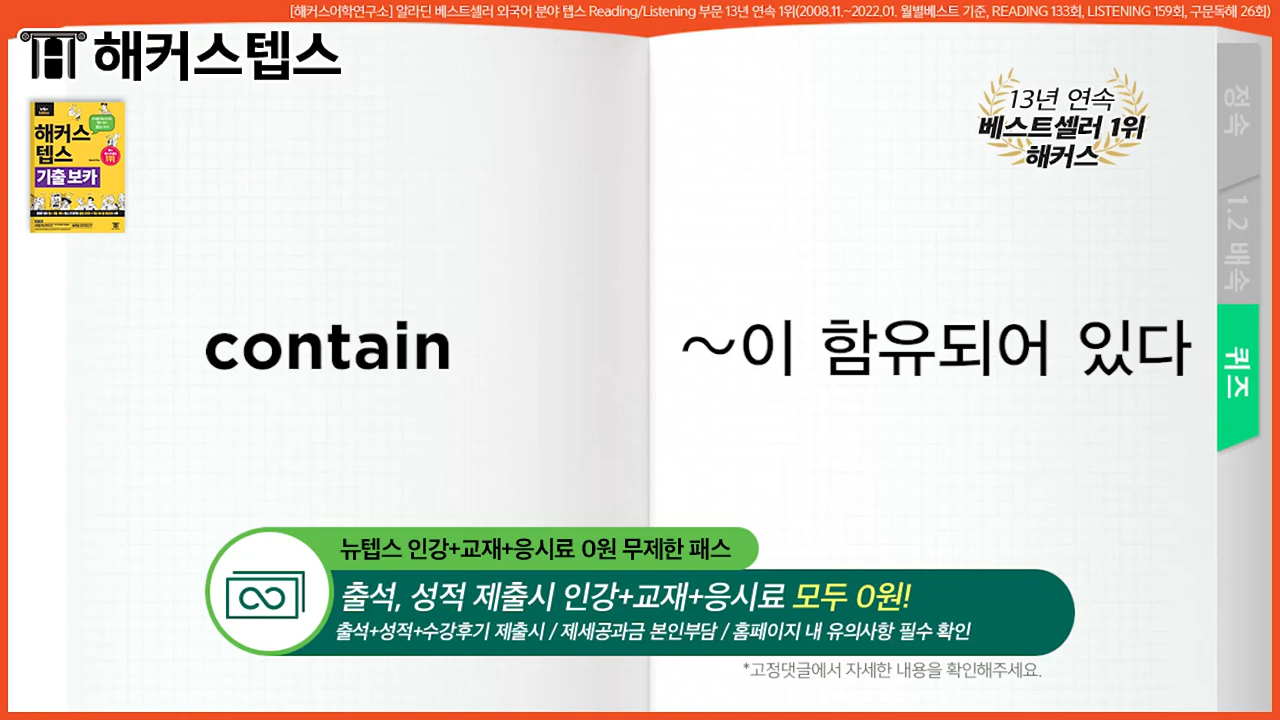 [해커스어학연구소] 알라딘 베스트셀러 외국어 분야 텝스 Reading/Listening 부문 13년 연속 1위(2008.11.~2022.01. 월별베스트 기준, READING 133회, LISTENING 159회, 구문독해 26회)
해커스텝스
해커스
텝스
기출 보카
13년 연속
베스트셀러 1위
해커스
정속
1.2 배속
퀴즈
contain
~이 함유되어 있다
뉴텝스 인강+교재+응시료 0원 무제한 패스
출석, 성적 제출시 인강+교재+응시료 모두 0원!
출석+성적+수강후기 제출시 / 제세공과금 본인부담 / 홈페이지 내 유의사항 필수 확인
*고정댓글에서 자세한 내용을 확인해주세요.